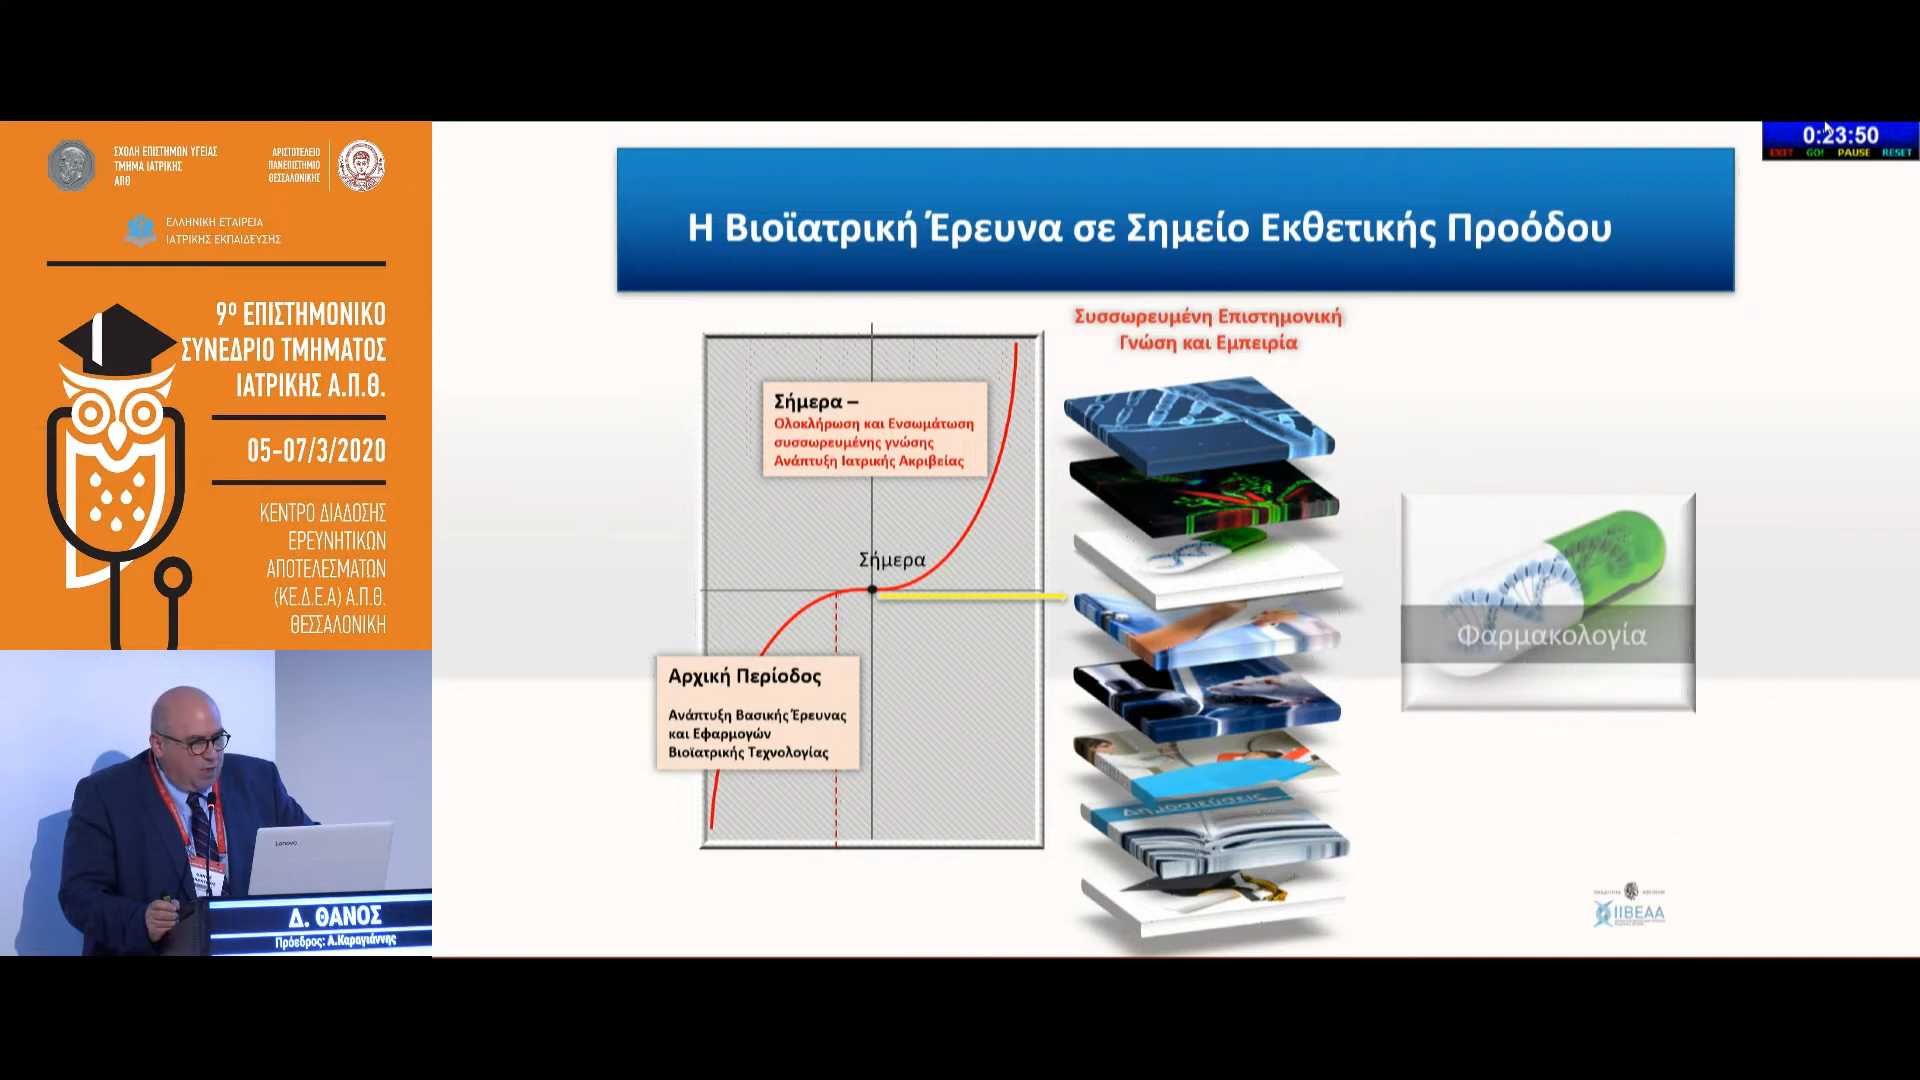 ΣΧΟΛΗ ΕΠΙΣΤΗΜΩΝ ΥΓΕΙΑΣ
ΤΜΗΜΑ ΙΑΤΡΙΚΗΣ
ΑΠΘ
ΑΡΙΣΤΟΤΕΛΕΙΟ
ΠΑΝΕΠΙΣΤΗΜΙΟ
ΘΕΣΣΑΛΟΝΙΚΗΣ
ΕΛΛΗΝΙΚΗ ΕΤΑΙΡΕΙΑ
ΙΑΤΡΙΚΗΣ ΕΚΠΑΙΔΕΥΣΗΣ
9º ΕΠΙΣΤΗΜΟΝΙΚΟ
ΣΥΝΕΔΡΙΟ ΤΜΗΜΑΤΟΣ
ΙΑΤΡΙΚΗΣ Α.Π.Θ.
05-07/3/2020
ΚΕΝΤΡΟ ΔΙΑΔΟΣΗΣ
ΕΡΕΥΝΗΤΙΚΩΝ
ΑΠΟΤΕΛΕΣΜΑΤΩΝ
(ΚΕ.Δ.Ε.Α) Α.Π.Θ.
ΘΕΣΣΑΛΟΝΙΚΗ
Lenovo
Δ. ΘΑΝΟΣ
Πρόεδρος: Α.Καραγιάννης
0:23:50
EXIT GO! PAUSE RESET
Η Βιοϊατρική Έρευνα σε Σημείο Εκθετικής Προόδου
Συσσωρευμένη Επιστημονική
Γνώση και Εμπειρία
Σήμερα –
Ολοκλήρωση και Ενσωμάτωση
συσσωρευμένης γνώσης
Ανάπτυξη Ιατρικής Ακριβείας
Σήμερα
Αρχική Περίοδος
Ανάπτυξη Βασικής Έρευνας
και Εφαρμογών
Βιοϊατρικής Τεχνολογίας
Δημοσιεύσεις
Φαρμακολογία
ΙΙΒΕΑΑ